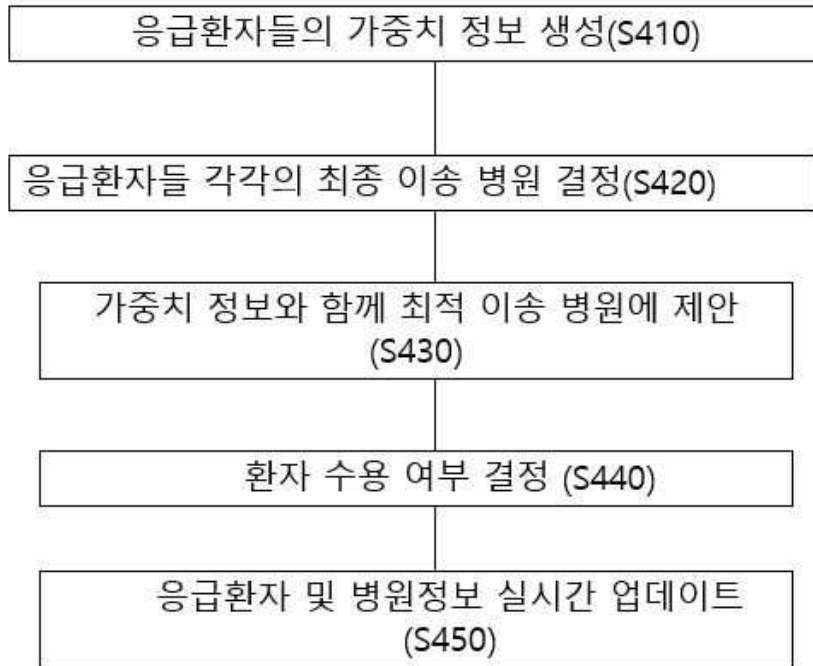 응급환자들의 가중치 정보 생성(S410)
응급환자들 각각의 최종 이송 병원 결정(S420)
가중치 정보와 함께 최적 이송 병원에 제안
(S430)
환자 수용 여부 결정 (S440)
응급환자 및 병원정보 실시간 업데이트
(S450)